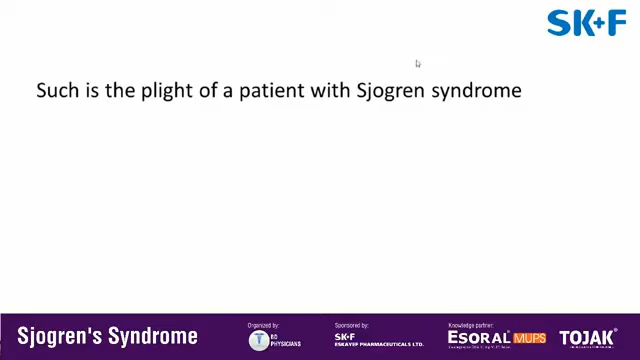 SK+F
Such is the plight of a patient with Sjogren syndrome
Sjogren's Syndrome
Organized by:
BD PHYSICIANS
Sponsored by:
SK+F
ESKAYEF PHARMACEUTICALS LTD.
Knowledge partner:
ESORAL MUPS
TOJAK